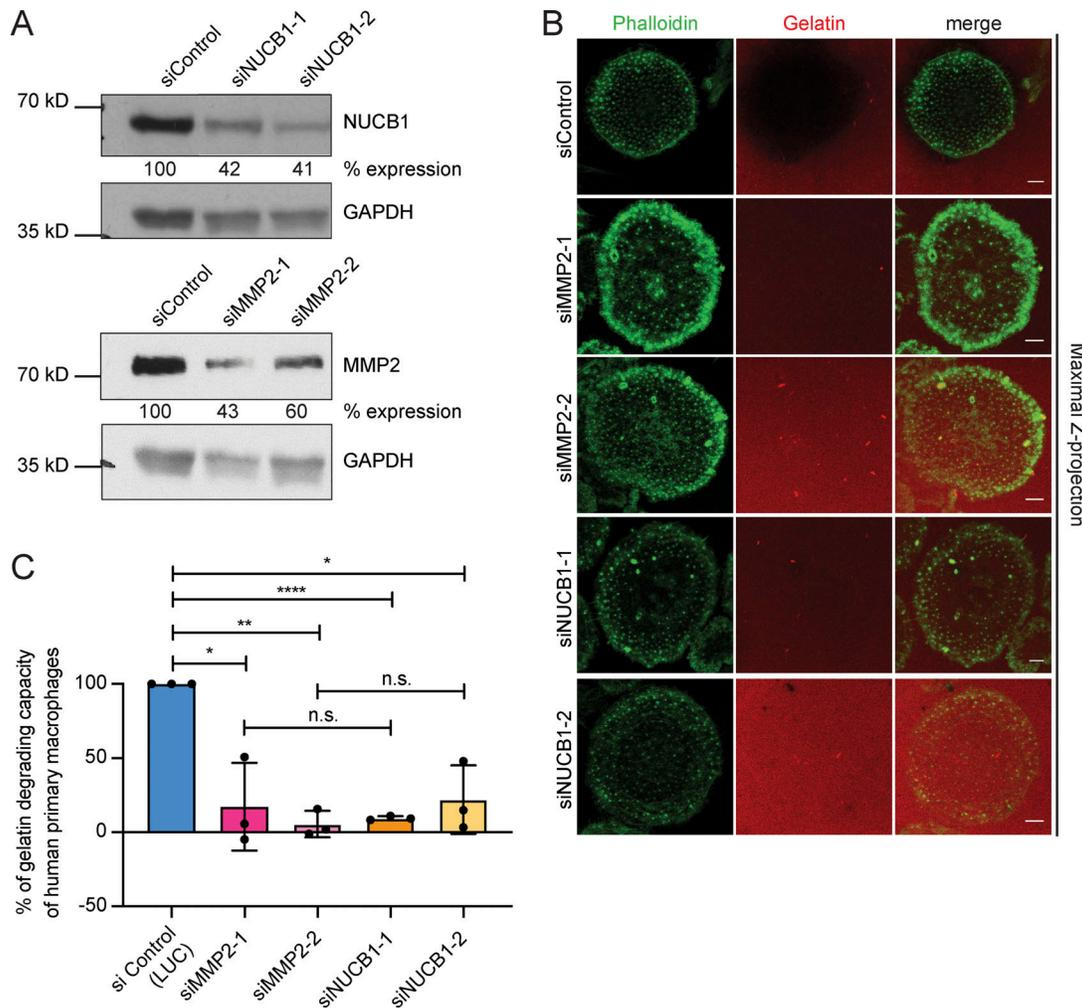 A
siControl
siNUCB1-1
siNUCB1-2
70 kD
NUCB1
100 42 41 % expression
GAPDH
35 kD
siControl
siMMP2-1
siMMP2-2
MMP2
70 kD
100 43 60 % expression
GAPDH
35 kD
B
Phalloidin Gelatin merge
siControl
siMMP2-1
siMMP2-2
siNUCB1-1
siNUCB1-2
Maximal Z-projection
C
*
****
**
*
n.s.
n.s.
% of gelatin degrading capacity
of human primary macrophages
100
50
0
-50
si Control
(LUC)
siMMP2-1
siMMP2-2
siNUCB1-1
siNUCB1-2